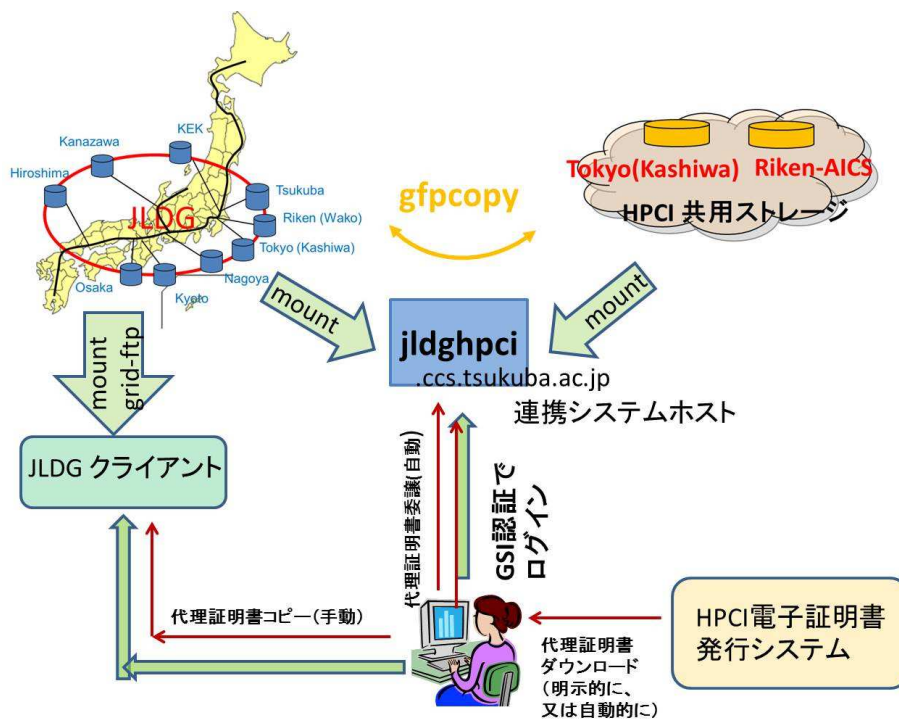 KEK
Kanazawa
Hiroshima
Tsukuba
JLDG
Riken (Wako)
Tokyo (Kashiwa)
Nagoya
Osaka
Kyoto
gfpcopy
Tokyo(Kashiwa) Riken-AICS
HPCI 共用ストレージ
mount
mount
mount
grid-ftp
jldghpci
.ccs.tsukuba.ac.jp
連携システムホスト
JLDG クライアント
代理証明書委譲(自動)
GSI認証で
ログイン
代理証明書コピー(手動)
代理証明書
ダウンロード
(明示的に、
又は自動的に)
HPCI電子証明書
発行システム